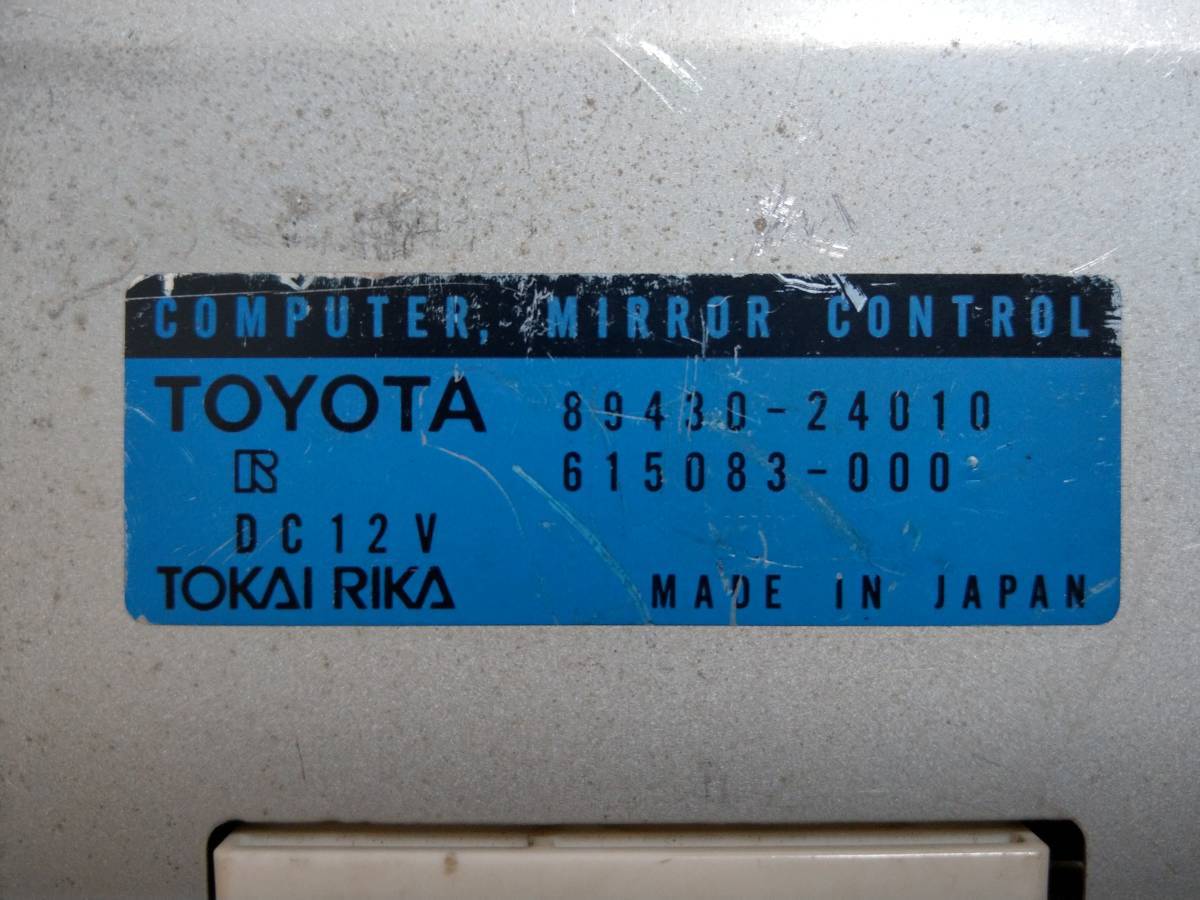 COMPUTER, MIRROR CONTROL
TOYOTA 89430-24010
R 615083-000
DC12V
TOKAI RIKA MADE IN JAPAN